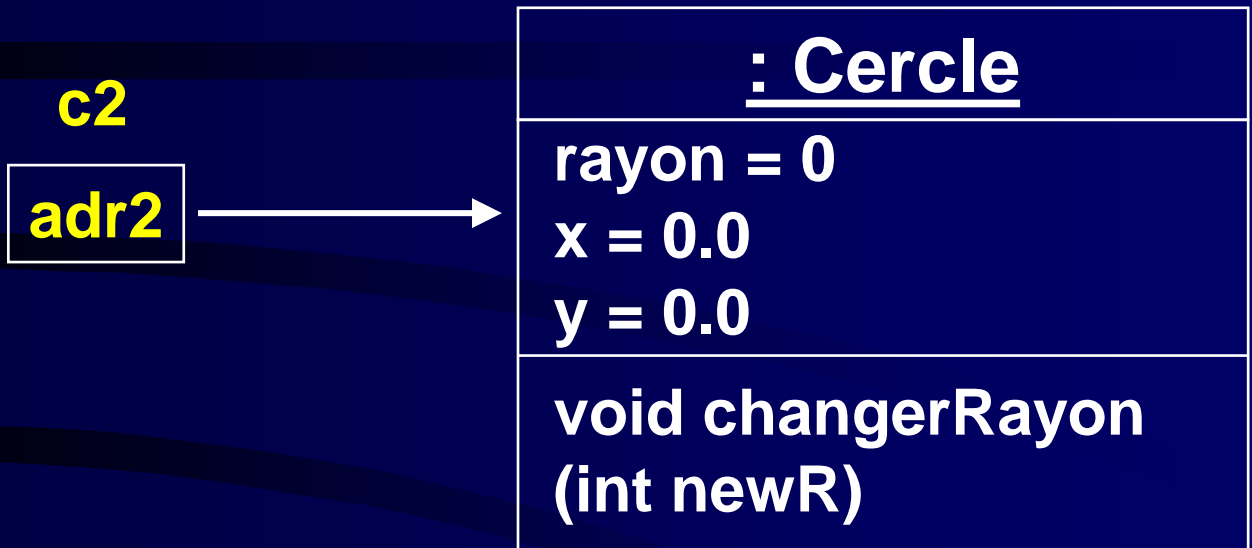 c2
adr2
: Cercle
rayon = 0
x = 0.0
y = 0.0
void changerRayon
(int newR)